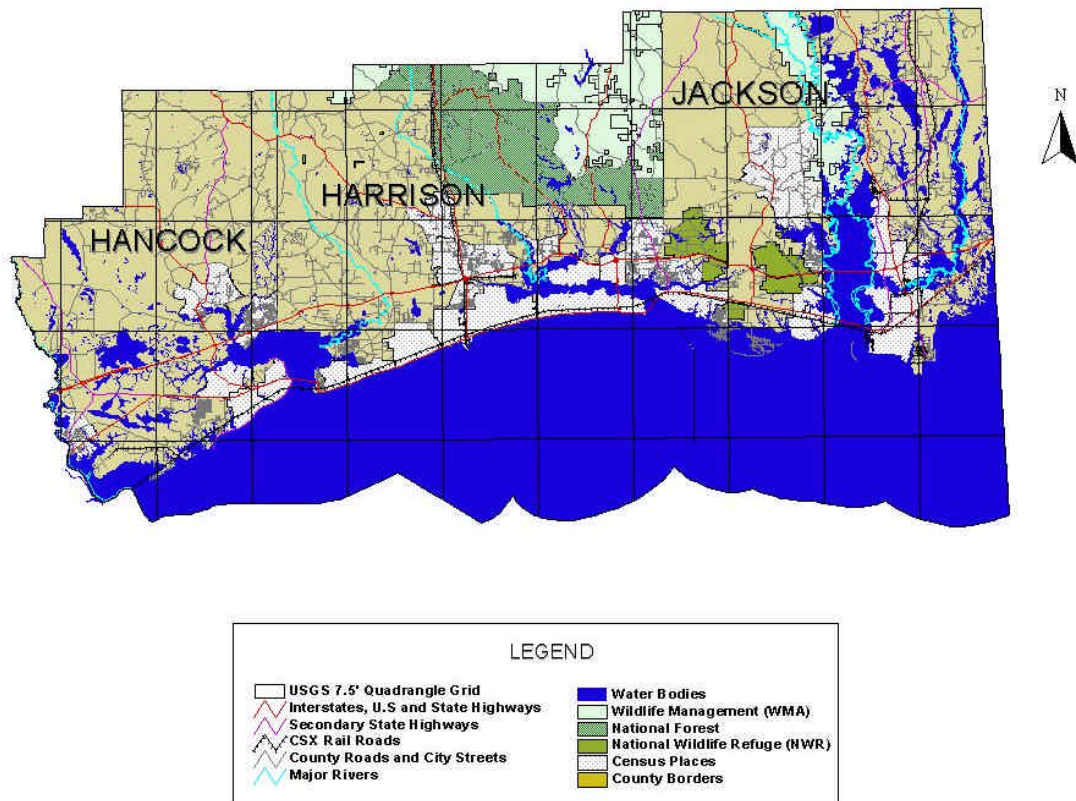 JACKSON
N
HARRISON
HANCOCK
LEGEND
USGS 7.5' Quadrangle Grid
Interstates, U.S and State Highways
Secondary State Highways
CSX Rail Roads
County Roads and City Streets
Major Rivers
Water Bodies
Wildlife Management (WMA)
National Forest
National Wildlife Refuge (NWR)
Census Places
County Borders